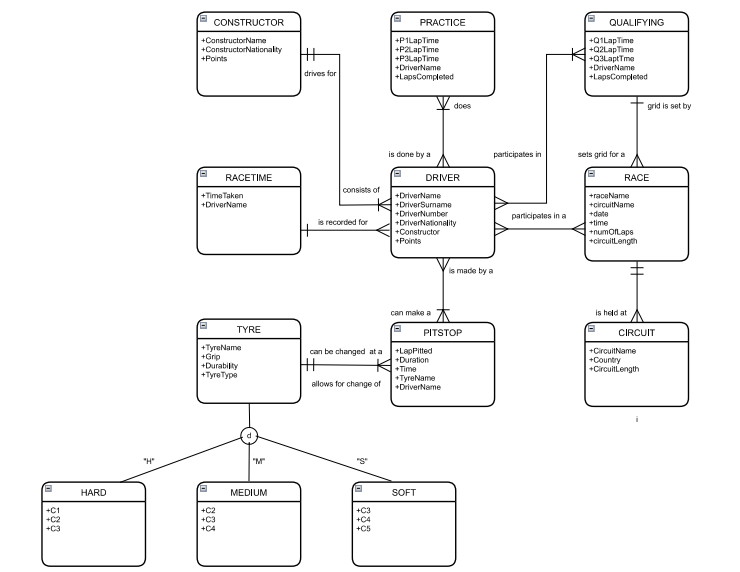 CONSTRUCTOR
+ConstructorName
+ConstructorNationality
+Points
PRACTICE
+P1LapTime
+P2LapTime
+P3LapTime
+DriverName
+LapsCompleted
QUALIFYING
+Q1LapTime
+Q2LapTime
+Q3LaptTme
+DriverName
+LapsCompleted
drives for
does
grid is set by
is done by a
participates in
sets grid for a
RACETIME
+TimeTaken
+DriverName
consists of
is recorded for
DRIVER
+DriverName
+DriverSurname
+DriverNumber
+DriverNationality
+Constructor
+Points
participates in a
RACE
+raceName
+circuitName
+date
+time
+numOfLaps
+circuitLength
is made by a
can make a
is held at
TYRE
+TyreName
+Grip
+Durability
+TyreType
can be changed at a
allows for change of
PITSTOP
+LapPitted
+Duration
+Time
+TyreName
+DriverName
CIRCUIT
+CircuitName
+Country
+CircuitLength
i
d
"H"
"M"
"S"
HARD
+C1
+C2
+C3
MEDIUM
+C2
+C3
+C4
SOFT
+C3
+C4
+C5